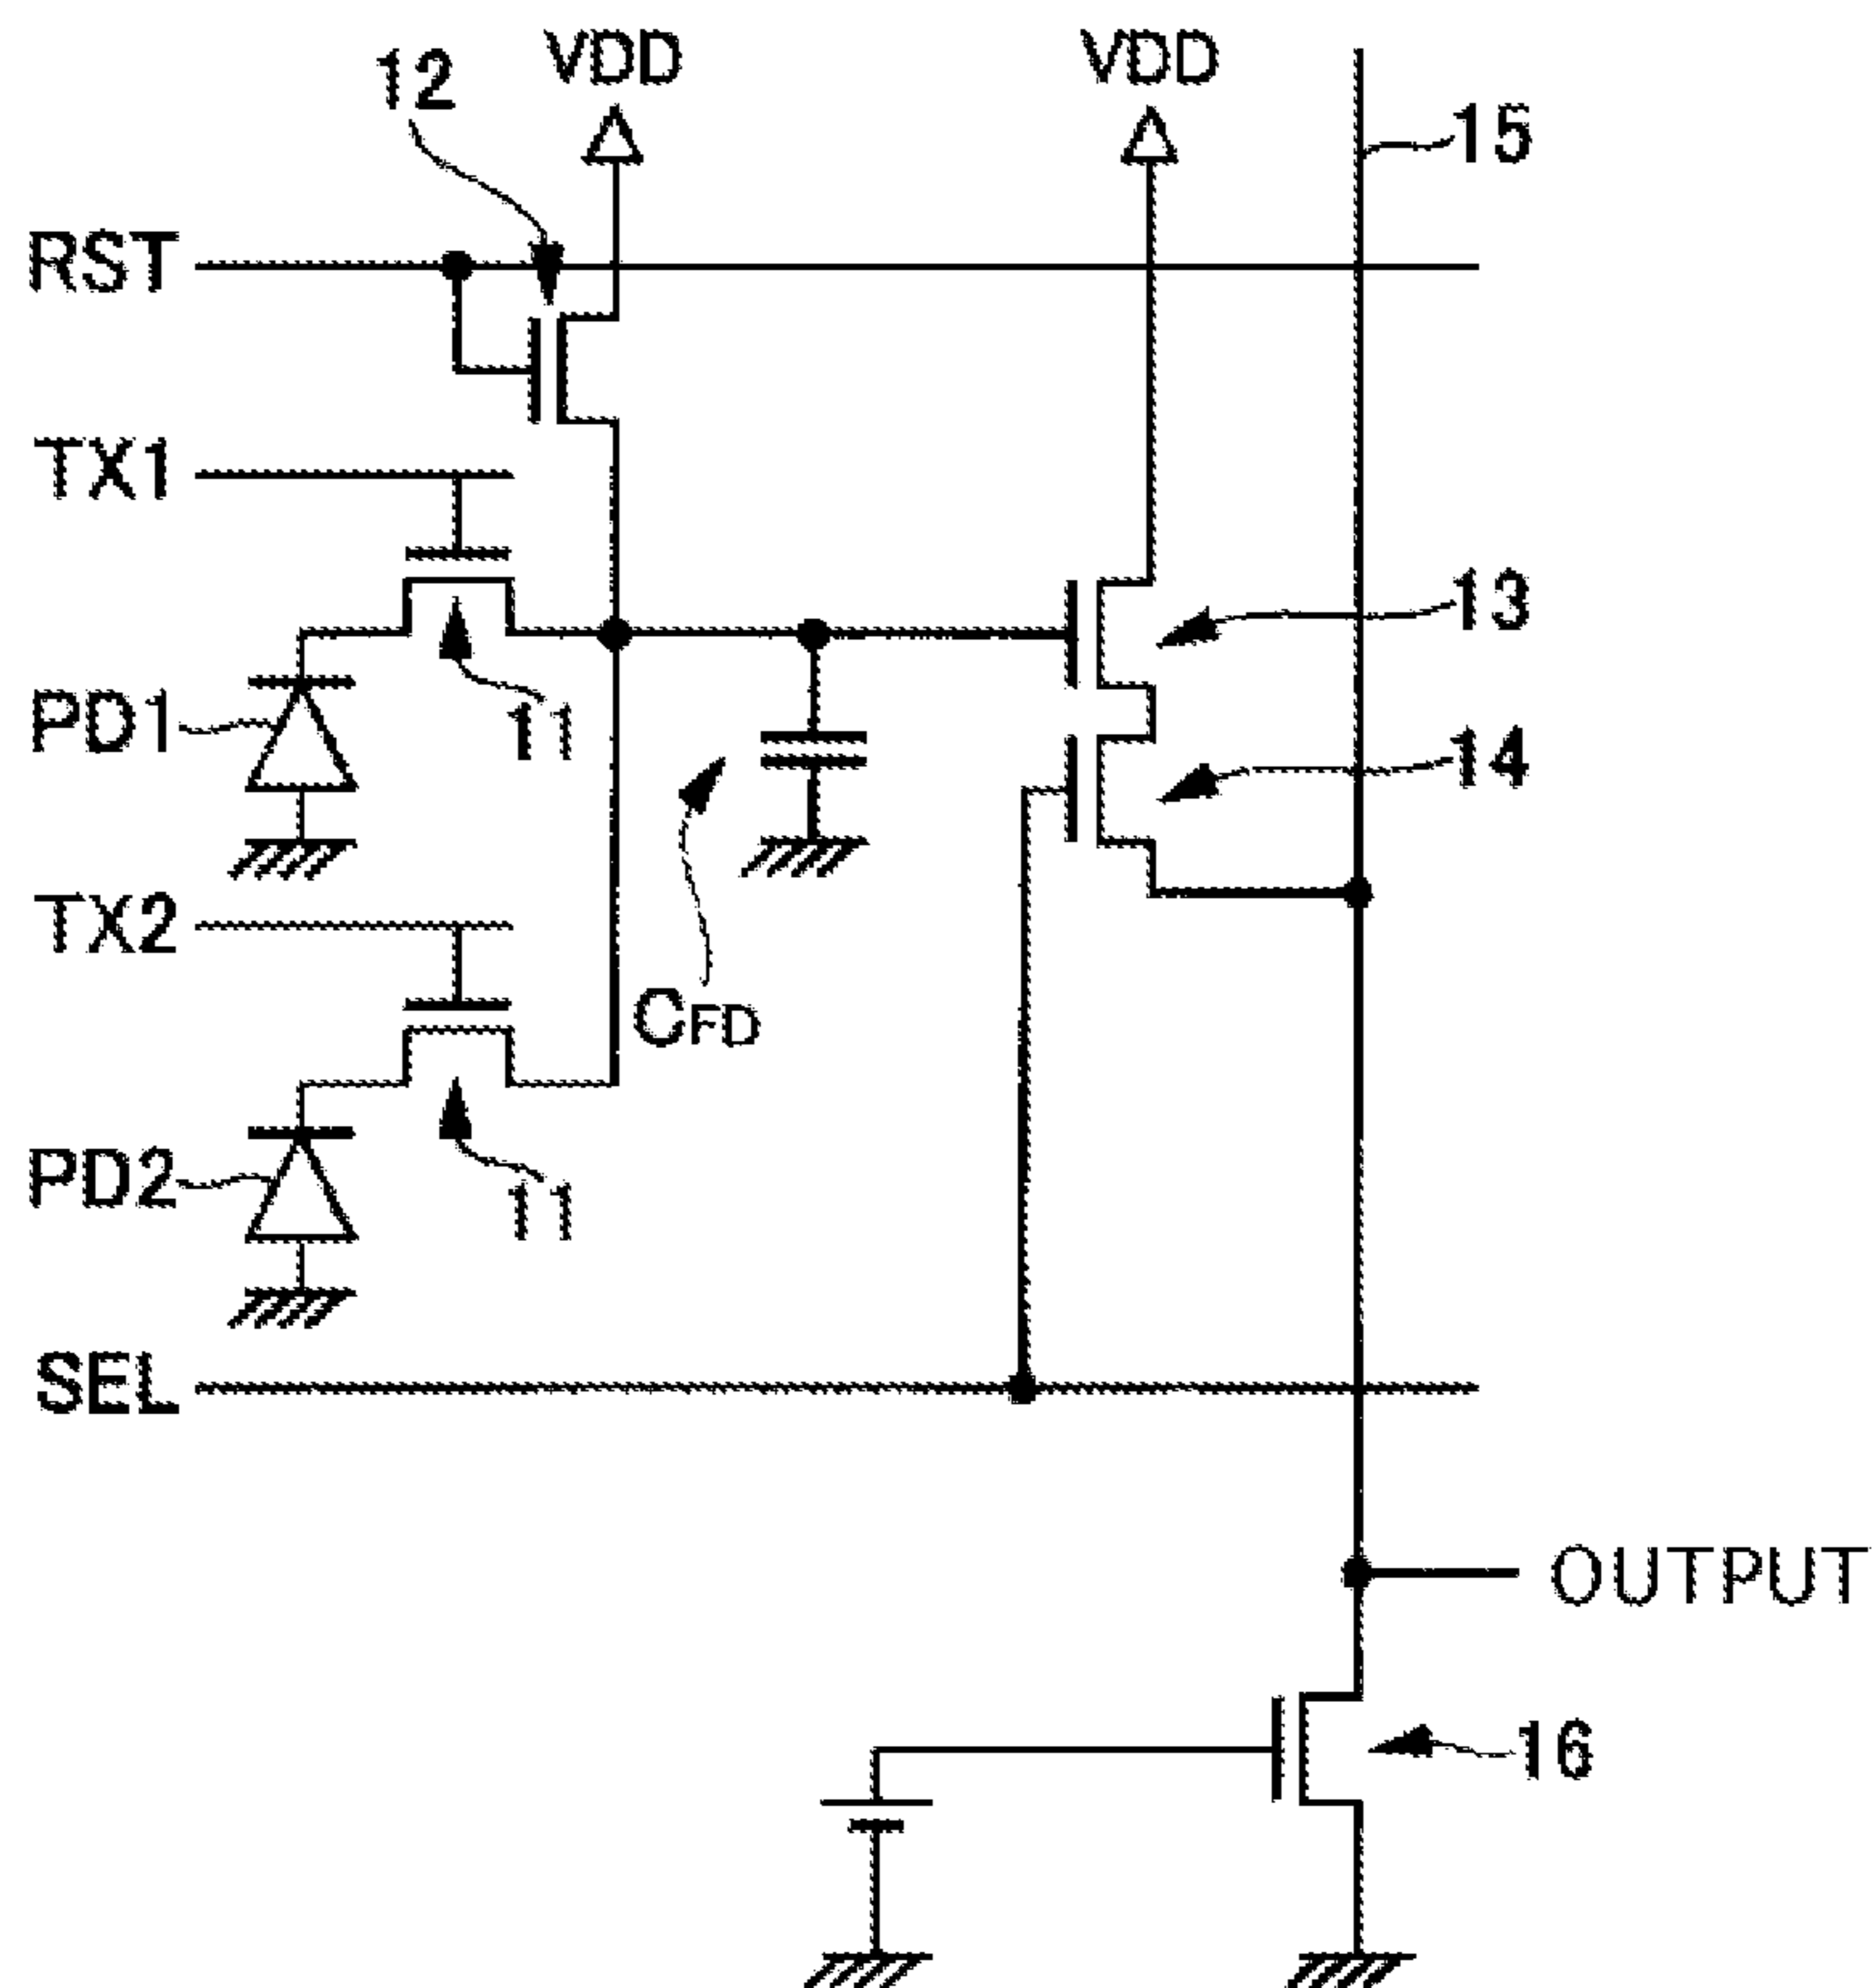 12
VDD
VDD
15
RST
TX1
13
PD1
11
14
TX2
CFD
PD2
11
SEL
OUTPUT
16